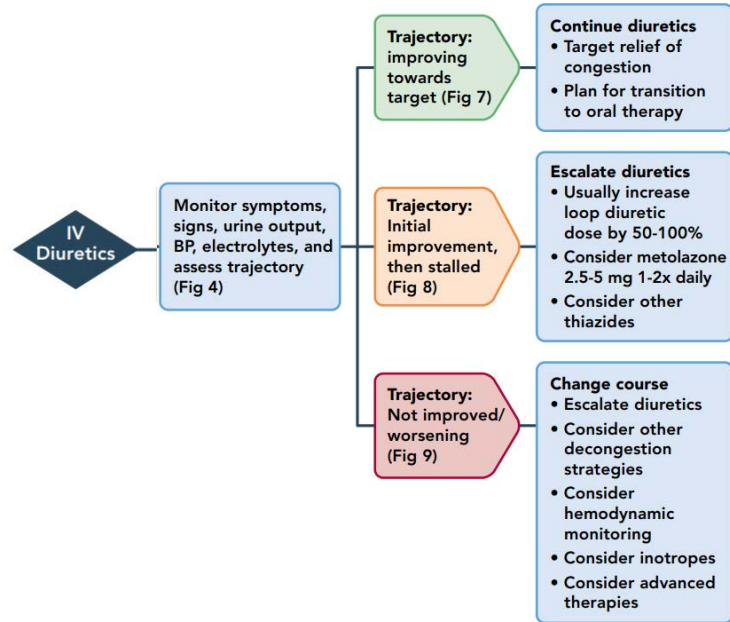 IV
Diuretics
Monitor symptoms,
signs, urine output,
BP, electrolytes, and
assess trajectory
(Fig 4)
Trajectory:
improving
towards
target (Fig 7)
Continue diuretics
• Target relief of
congestion
• Plan for transition
to oral therapy
Trajectory:
Initial
improvement,
then stalled
(Fig 8)
Escalate diuretics
• Usually increase
loop diuretic
dose by 50-100%
• Consider metolazone
2.5-5 mg 1-2x daily
• Consider other
thiazides
Trajectory:
Not improved/
worsening
(Fig 9)
Change course
• Escalate diuretics
• Consider other
decongestion
strategies
• Consider
hemodynamic
monitoring
• Consider inotropes
• Consider advanced
therapies